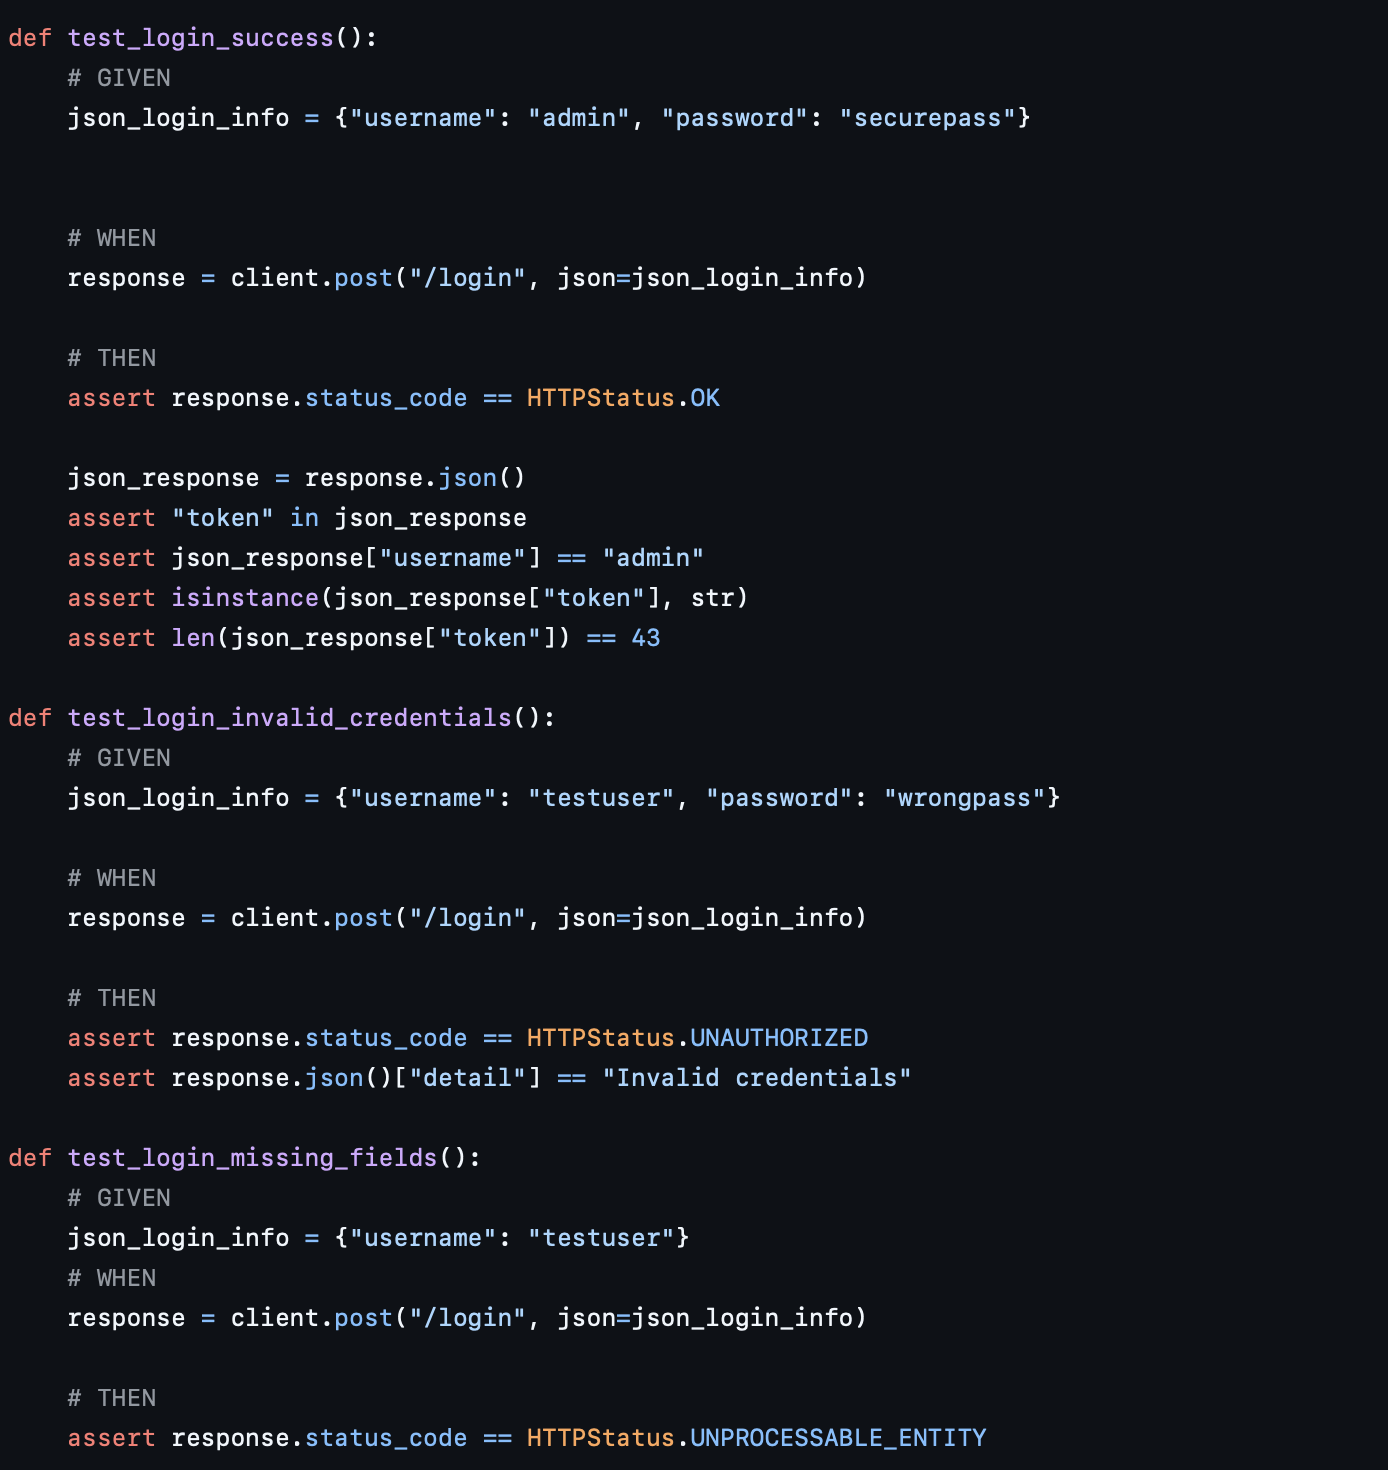 def test_login_success():
    # GIVEN
    json_login_info = {"username": "admin", "password": "securepass"}
    # WHEN
    response = client.post("/login", json=json_login_info)
    # THEN
    assert response.status_code == HTTPStatus.OK
    json_response = response.json()
    assert "token" in json_response
    assert json_response["username"] == "admin"
    assert isinstance(json_response["token"], str)
    assert len(json_response["token"]) == 43
def test_login_invalid_credentials():
    # GIVEN
    json_login_info = {"username": "testuser", "password": "wrongpass"}
    # WHEN
    response = client.post("/login", json=json_login_info)
    # THEN
    assert response.status_code == HTTPStatus.UNAUTHORIZED
    assert response.json()["detail"] == "Invalid credentials"
def test_login_missing_fields():
    # GIVEN
    json_login_info = {"username": "testuser"}
    # WHEN
    response = client.post("/login", json=json_login_info)
    # THEN
    assert response.status_code == HTTPStatus.UNPROCESSABLE_ENTITY